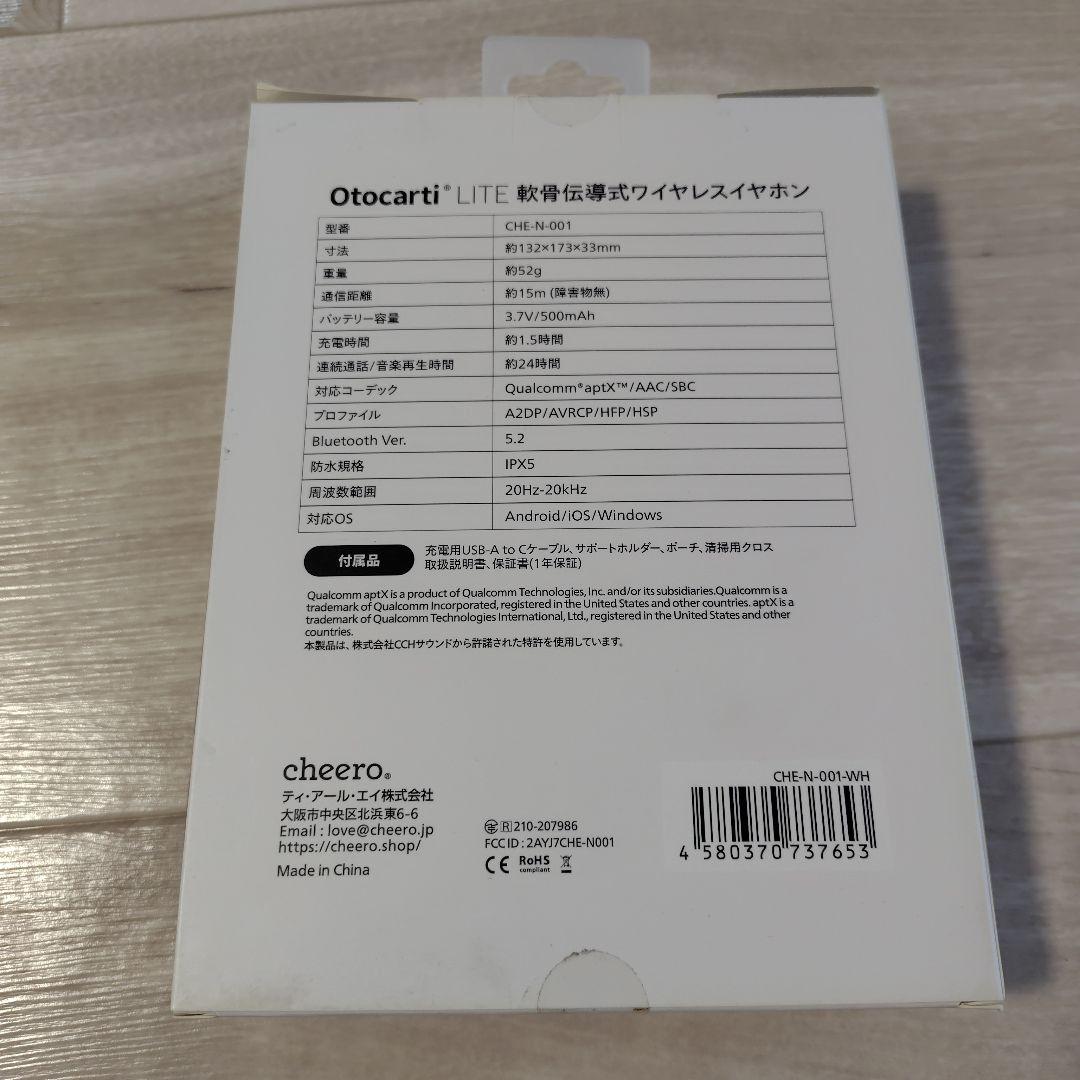 Otocarti® LITE 軟骨伝導式ワイヤレスイヤホン
型番 CHE-N-001
寸法 約132×173×33mm
重量 約52g
通信距離 約15m (障害物無)
バッテリー容量 3.7V/500mAh
充電時間 約1.5時間
連続通話/音楽再生時間 約24時間
対応コーデック Qualcomm®aptX™/AAC/SBC
プロファイル A2DP/AVRCP/HFP/HSP
Bluetooth Ver. 5.2
防水規格 IPX5
周波数範囲 20Hz-20kHz
対応OS Android/iOS/Windows
付属品 充電用USB-A to Cケーブル、サポートホルダー、ポーチ、清掃用クロス
取扱説明書、保証書(1年保証)
Qualcomm aptX is a product of Qualcomm Technologies, Inc. and/or its subsidiaries.Qualcomm is a
trademark of Qualcomm Incorporated, registered in the United States and other countries. aptX is a
trademark of Qualcomm Technologies International, Ltd., registered in the United States and other
countries.
本製品は、株式会社CCHサウンドから許諾された特許を使用しています。
cheero®
ティ・アール・エイ株式会社
大阪市中央区北浜東6-6
Email : love@cheero.jp
https://cheero.shop/
Made in China
R 210-207986
FCC ID : 2AYJ7CHE-N001
CE RoHS
compliant
CHE-N-001-WH
4 580370 737653